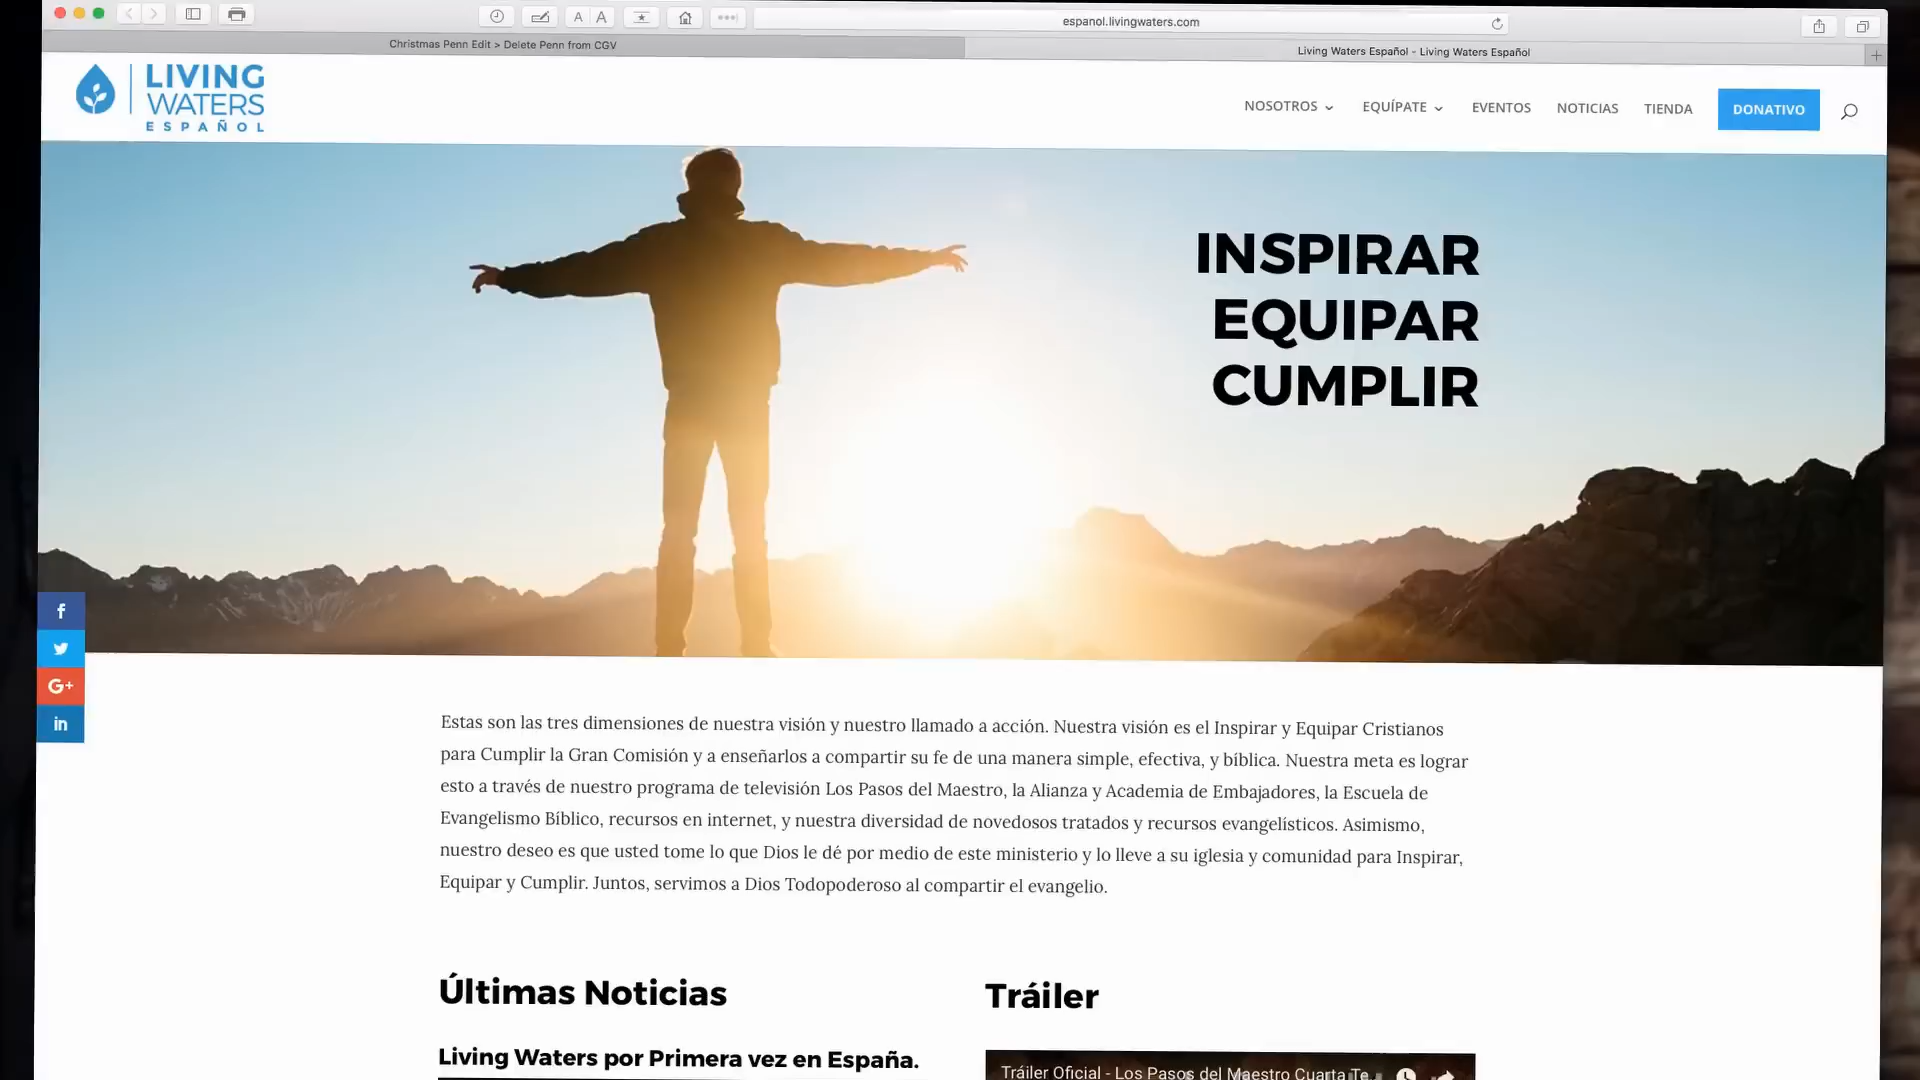 espanol.livingwaters.com
Christmas Penn Edit > Delete Penn from CGV
Living Waters Español - Living Waters Español
LIVING
WATERS
ESPAÑOL
NOSOTROS
EQUÍPATE
EVENTOS
NOTICIAS
TIENDA
DONATIVO
INSPIRAR
EQUIPAR
CUMPLIR
Estas son las tres dimensiones de nuestra visión y nuestro llamado a acción. Nuestra visión es el Inspirar y Equipar Cristianos
para Cumplir la Gran Comisión y a enseñarlos a compartir su fe de una manera simple, efectiva, y bíblica. Nuestra meta es lograr
esto a través de nuestro programa de televisión Los Pasos del Maestro, la Alianza y Academia de Embajadores, la Escuela de
Evangelismo Bíblico, recursos en internet, y nuestra diversidad de novedosos tratados y recursos evangelísticos. Asimismo,
nuestro deseo es que usted tome lo que Dios le dé por medio de este ministerio y lo lleve a su iglesia y comunidad para Inspirar,
Equipar y Cumplir. Juntos, servimos a Dios Todopoderoso al compartir el evangelio.
Últimas Noticias
Tráiler
Living Waters por Primera vez en España.
Tráiler Oficial - Los Pasos del Maestro Cuarta Te...
A A
f
G+
in